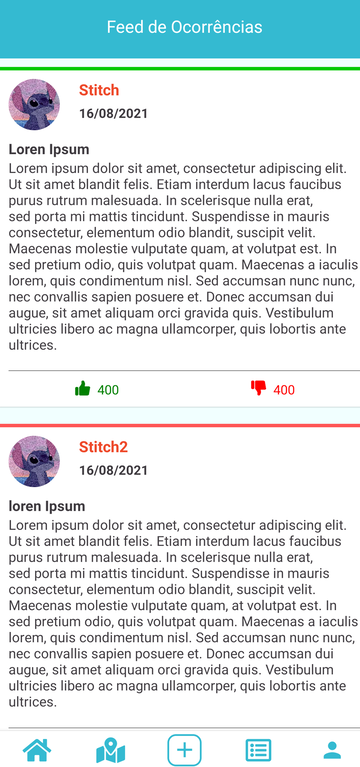 Feed de Ocorrências
Stitch
16/08/2021
Loren Ipsum
Lorem ipsum dolor sit amet, consectetur adipiscing elit.
Ut sit amet blandit felis. Etiam interdum lacus faucibus
purus rutrum malesuada. In scelerisque nulla erat,
sed porta mi mattis tincidunt. Suspendisse in mauris
consectetur, elementum odio blandit, suscipit velit.
Maecenas molestie vulputate quam, at volutpat est. In
sed pretium odio, quis volutpat quam. Maecenas a iaculis
lorem, quis condimentum nisl. Sed accumsan nunc nunc,
nec convallis sapien posuere et. Donec accumsan dui
augue, sit amet aliquam orci gravida quis. Vestibulum
ultricies libero ac magna ullamcorper, quis lobortis ante
ultrices.
400 400
Stitch2
16/08/2021
loren Ipsum
Lorem ipsum dolor sit amet, consectetur adipiscing elit.
Ut sit amet blandit felis. Etiam interdum lacus faucibus
purus rutrum malesuada. In scelerisque nulla erat,
sed porta mi mattis tincidunt. Suspendisse in mauris
consectetur, elementum odio blandit, suscipit velit.
Maecenas molestie vulputate quam, at volutpat est. In
sed pretium odio, quis volutpat quam. Maecenas a iaculis
lorem, quis condimentum nisl. Sed accumsan nunc nunc,
nec convallis sapien posuere et. Donec accumsan dui
augue, sit amet aliquam orci gravida quis. Vestibulum
ultricies libero ac magna ullamcorper, quis lobortis ante
ultrices.